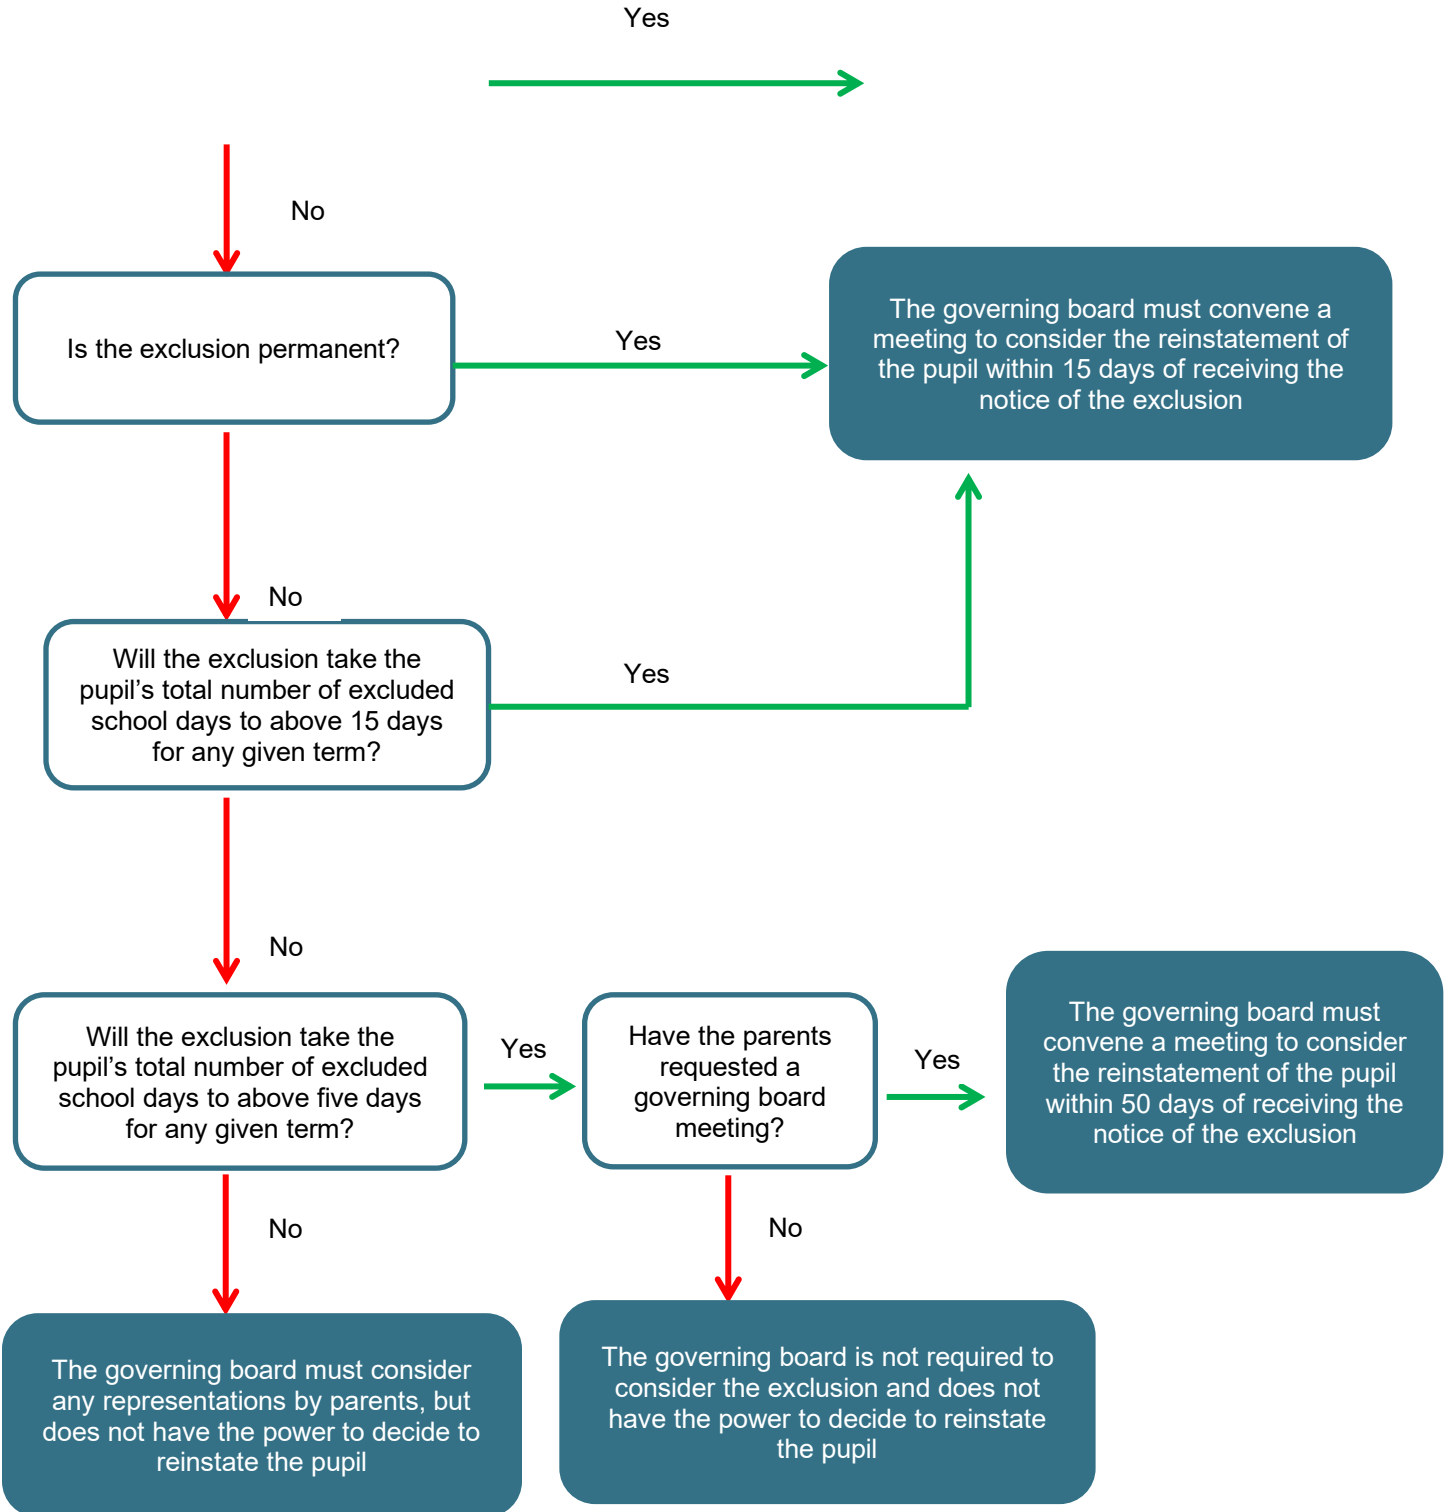 Yes
No
Is the exclusion permanent?
Yes
The governing board must convene a
meeting to consider the reinstatement of
the pupil within 15 days of receiving the
notice of the exclusion
No
Will the exclusion take the
pupil’s total number of excluded
school days to above 15 days
for any given term?
Yes
No
Will the exclusion take the
pupil’s total number of excluded
school days to above five days
for any given term?
Yes
Have the parents
requested a
governing board
meeting?
Yes
The governing board must
convene a meeting to consider
the reinstatement of the pupil
within 50 days of receiving the
notice of the exclusion
No
No
The governing board must consider
any representations by parents, but
does not have the power to decide to
reinstate the pupil
The governing board is not required to
consider the exclusion and does not
have the power to decide to reinstate
the pupil